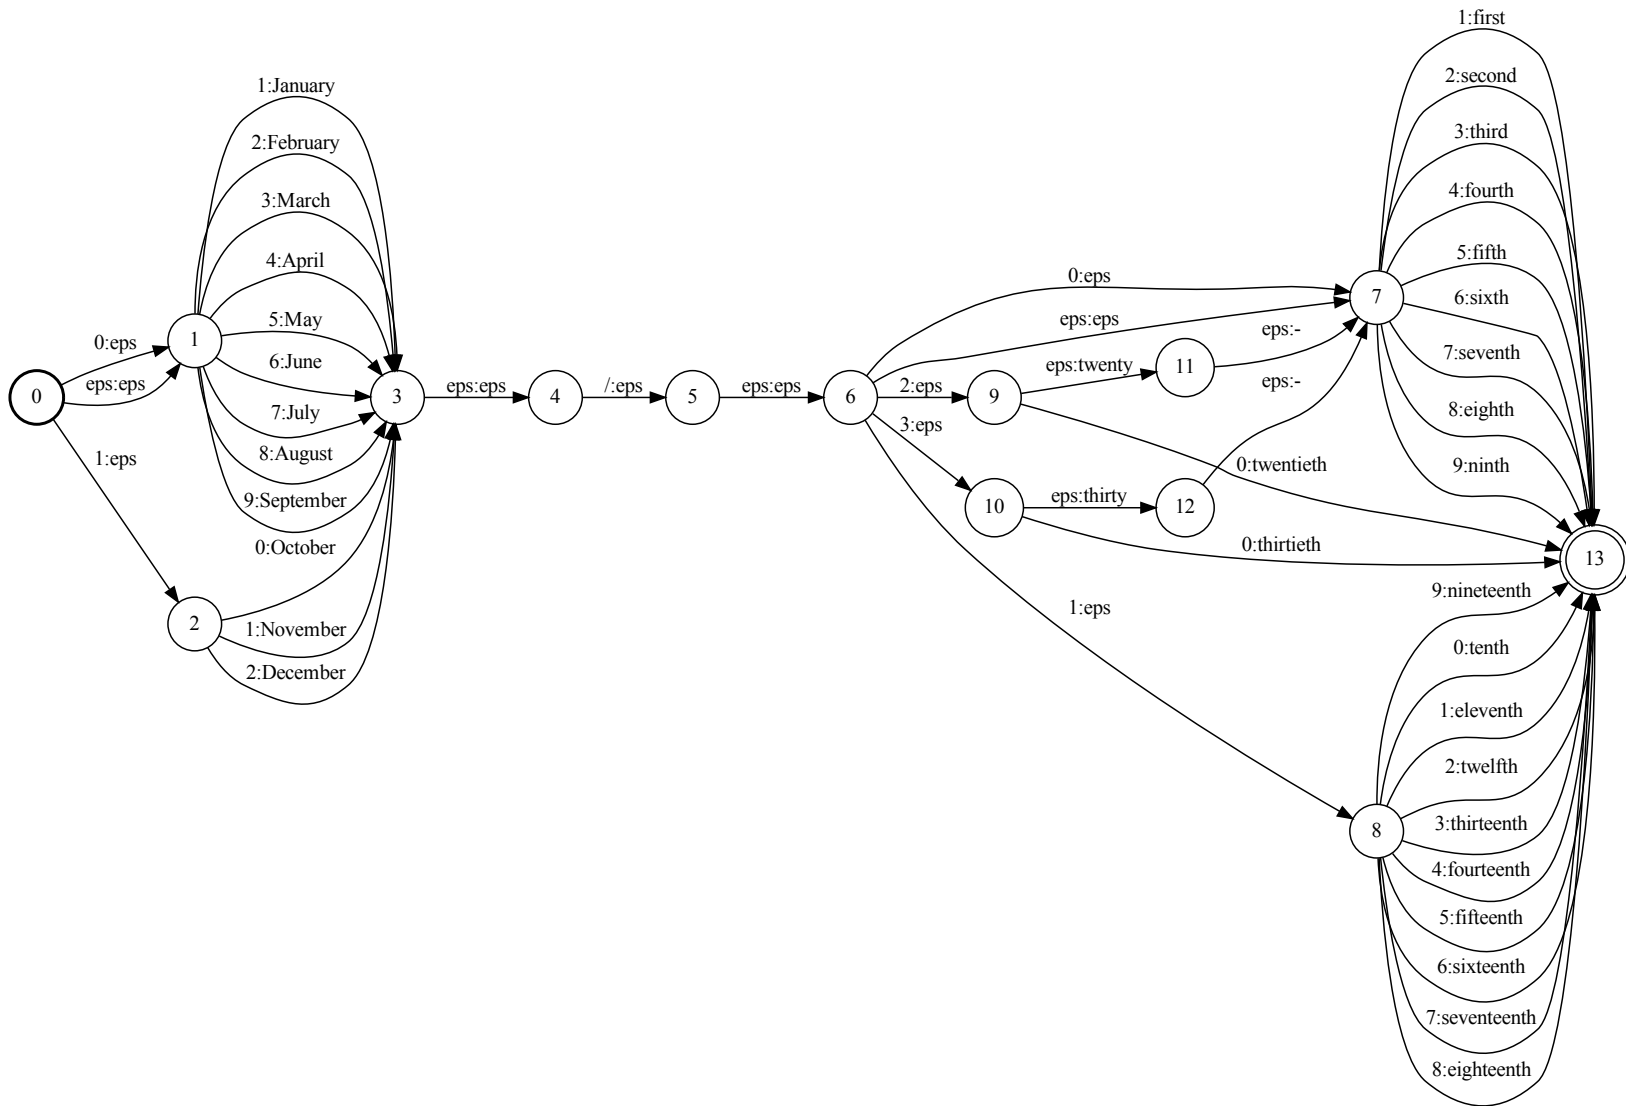 1:first
2:second
1:January
3:third
2:February
4:fourth
3:March
5:fifth
4:April
0:eps
6:sixth
eps:eps
5:May
7
1
eps:-
0:eps
7:seventh
6:June
eps:twenty
11
eps:eps
eps:-
0
3
eps:eps
4
/:eps
5
eps:eps
6
2:eps
9
7:July
8:eighth
3:eps
8:August
1:eps
0:twentieth
9:ninth
9:September
10
eps:thirty
12
0:October
0:thirtieth
13
9:nineteenth
1:eps
2
1:November
0:tenth
2:December
1:eleventh
2:twelfth
8
3:thirteenth
4:fourteenth
5:fifteenth
6:sixteenth
7:seventeenth
8:eighteenth